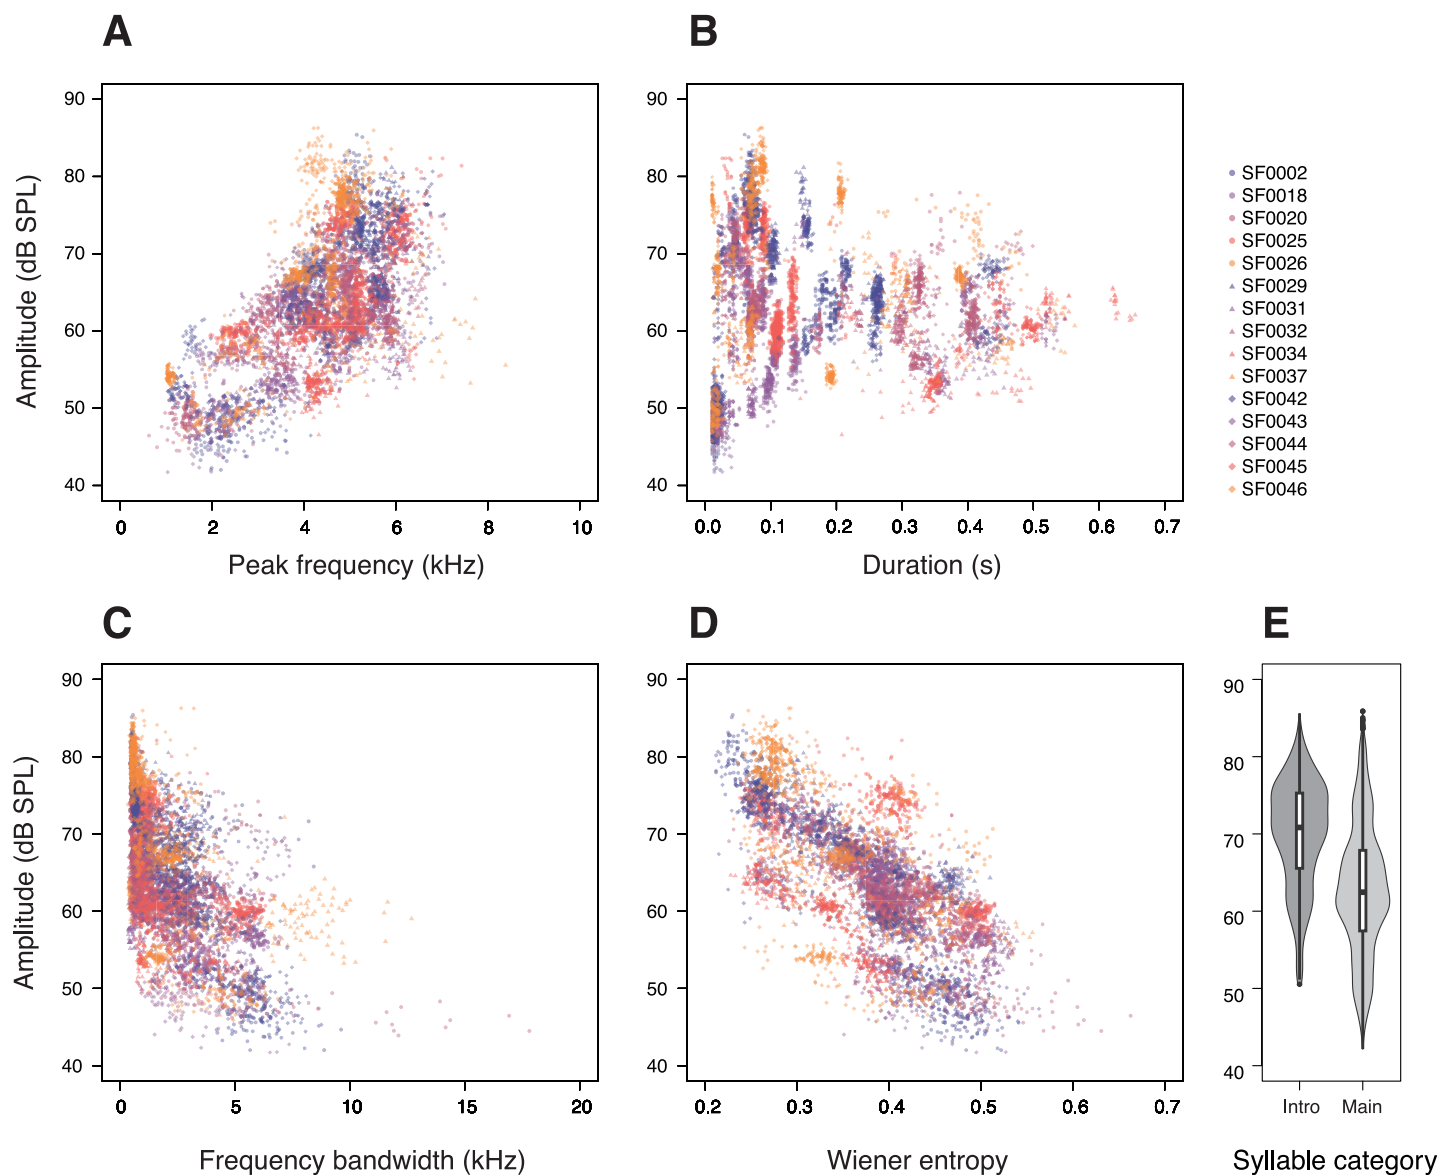 A
B
90
80
70
60
50
40
Amplitude (dB SPL)
0 2 4 6 8 10
Peak frequency (kHz)
90
80
70
60
50
40
0.0 0.1 0.2 0.3 0.4 0.5 0.6 0.7
Duration (s)
SF0002
SF0018
SF0020
SF0025
SF0026
SF0029
SF0031
SF0032
SF0034
SF0037
SF0042
SF0043
SF0044
SF0045
SF0046
C
D
E
90
80
70
60
50
40
Amplitude (dB SPL)
0 5 10 15 20
Frequency bandwidth (kHz)
90
80
70
60
50
40
0.2 0.3 0.4 0.5 0.6 0.7
Wiener entropy
90
80
70
60
50
40
Intro Main
Syllable category